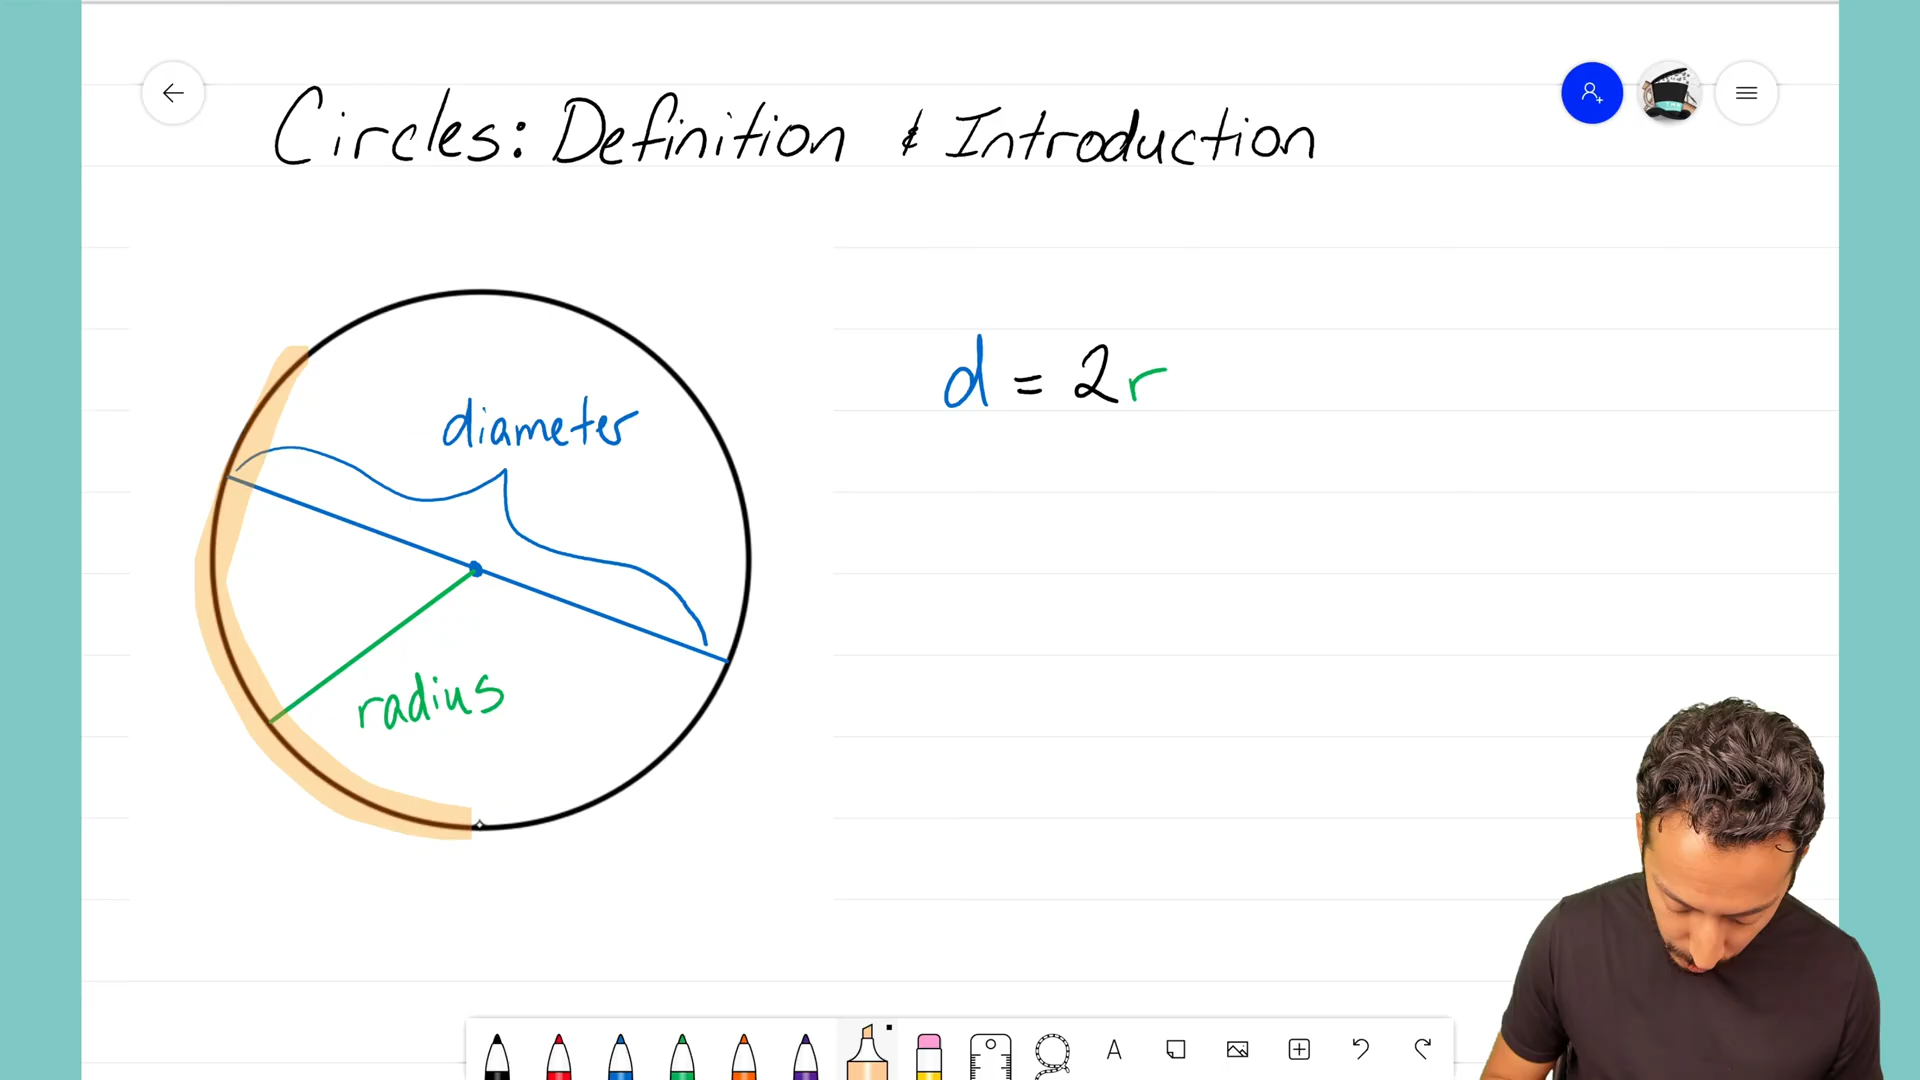 Circles: Definition & Introduction
diameter
d = 2r
radius
A